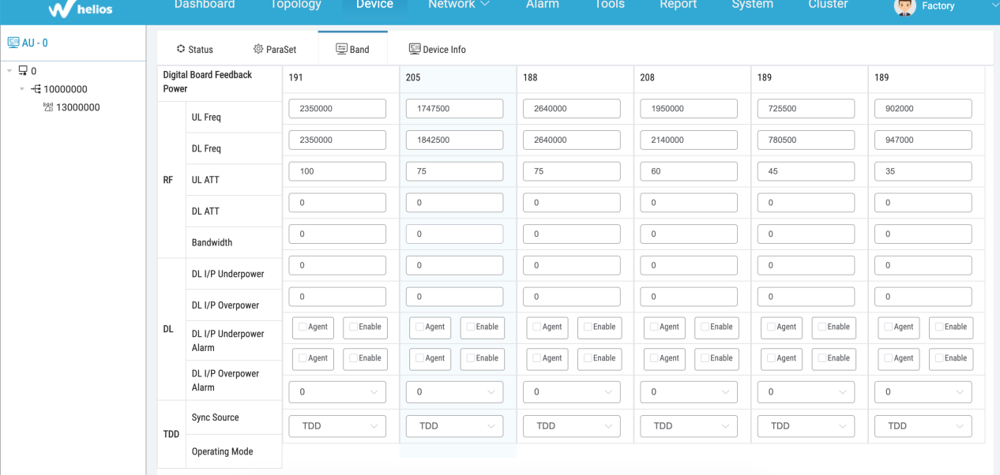 helios
Dashboard Topology Device Network Alarm Tools Report System Cluster Factory
AU - 0
0
10000000
13000000
Status ParaSet Band Device Info
Digital Board Feedback Power 191 205 188 208 189 189
RF
UL Freq 2350000 1747500 2640000 1950000 725500 902000
DL Freq 2350000 1842500 2640000 2140000 780500 947000
UL ATT 100 75 75 60 45 35
DL ATT 0 0 0 0 0 0
Bandwidth 0 0 0 0 0 0
DL
DL I/P Underpower 0 0 0 0 0 0
DL I/P Overpower 0 0 0 0 0 0
DL I/P Underpower Alarm Agent Enable Agent Enable Agent Enable Agent Enable Agent Enable Agent Enable
DL I/P Overpower Alarm Agent Enable Agent Enable Agent Enable Agent Enable Agent Enable Agent Enable
TDD
Sync Source 0 0 0 0 0 0
Operating Mode TDD TDD TDD TDD TDD TDD